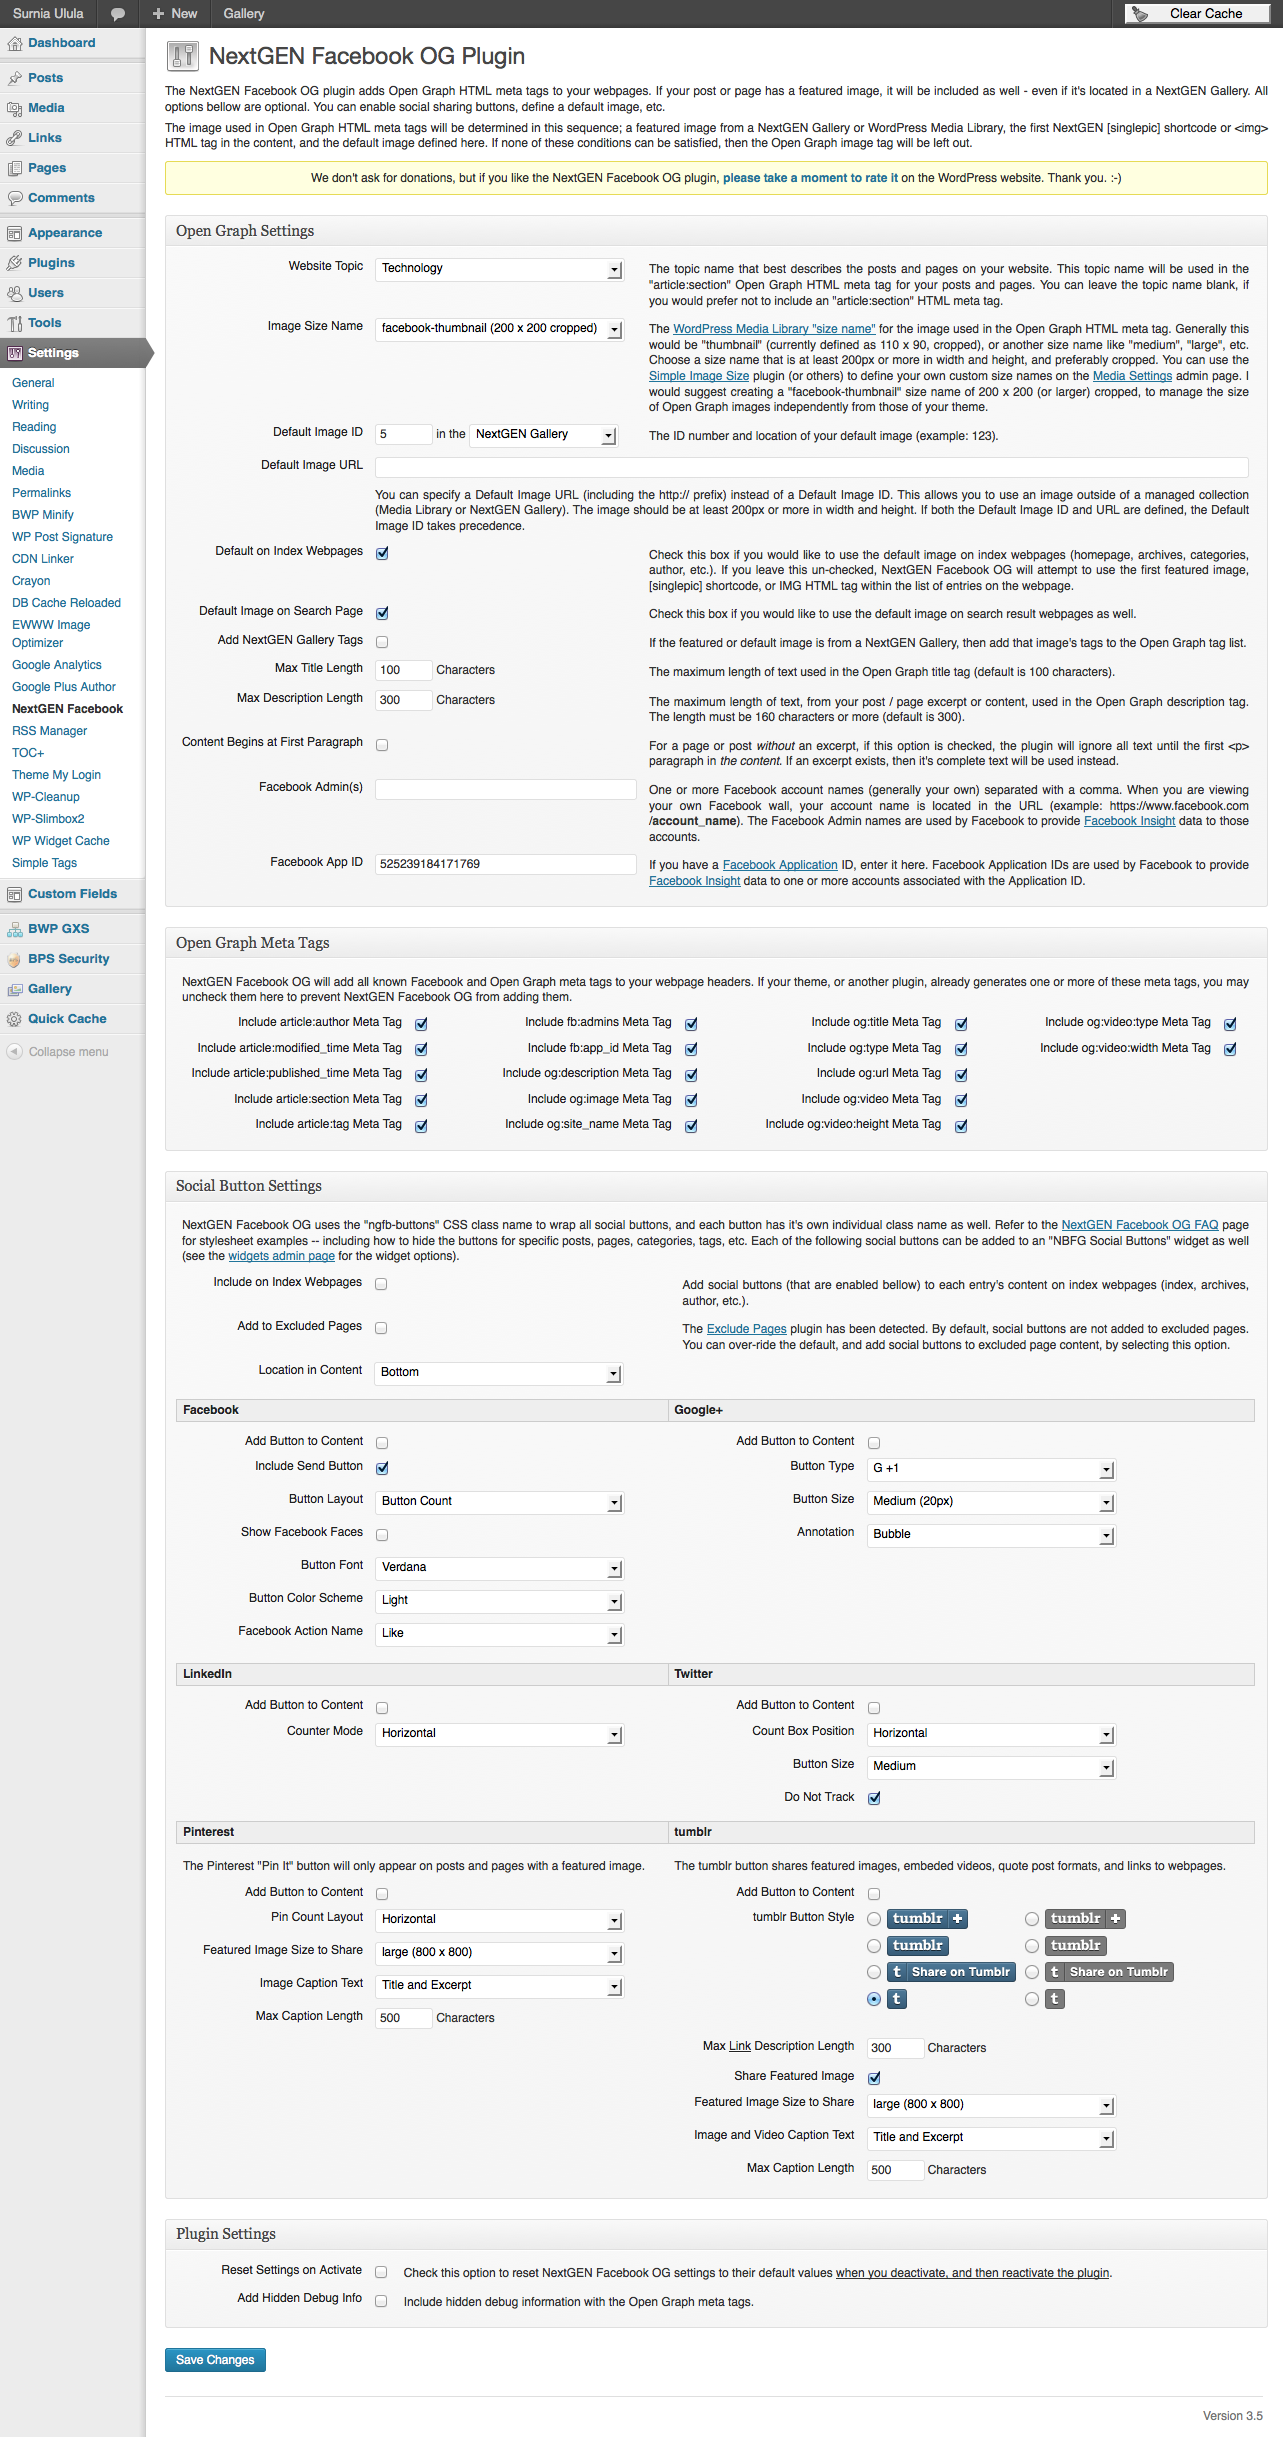 Surnia Ulula
New
Gallery
Clear Cache
Dashboard
Posts
Media
Links
Pages
Comments
Appearance
Plugins
Users
Tools
Settings
General
Writing
Reading
Discussion
Media
Permalinks
BWP Minify
WP Post Signature
CDN Linker
Crayon
DB Cache Reloaded
EWWW Image
Optimizer
Google Analytics
Google Plus Author
NextGEN Facebook
RSS Manager
TOC+
Theme My Login
WP-Cleanup
WP-Slimbox2
WP Widget Cache
Simple Tags
Custom Fields
BWP GXS
BPS Security
Gallery
Quick Cache
Collapse menu
NextGEN Facebook OG Plugin
The NextGEN Facebook OG plugin adds Open Graph HTML meta tags to your webpages. If your post or page has a featured image, it will be included as well - even if it's located in a NextGEN Gallery. All
options bellow are optional. You can enable social sharing buttons, define a default image, etc.
The image used in Open Graph HTML meta tags will be determined in this sequence; a featured image from a NextGEN Gallery or WordPress Media Library, the first NextGEN [singlepic] shortcode or <img>
HTML tag in the content, and the default image defined here. If none of these conditions can be satisfied, then the Open Graph image tag will be left out.
We don't ask for donations, but if you like the NextGEN Facebook OG plugin, please take a moment to rate it on the WordPress website. Thank you. :-)
Open Graph Settings
Website Topic
Technology
The topic name that best describes the posts and pages on your website. This topic name will be used in the
"article:section" Open Graph HTML meta tag for your posts and pages. You can leave the topic name blank, if
you would prefer not to include an "article:section" HTML meta tag.
Image Size Name
facebook-thumbnail (200 x 200 cropped)
The WordPress Media Library "size name" for the image used in the Open Graph HTML meta tag. Generally this
would be "thumbnail" (currently defined as 110 x 90, cropped), or another size name like "medium", "large", etc.
Choose a size name that is at least 200px or more in width and height, and preferably cropped. You can use the
Simple Image Size plugin (or others) to define your own custom size names on the Media Settings admin page. I
would suggest creating a "facebook-thumbnail" size name of 200 x 200 (or larger) cropped, to manage the size
of Open Graph images independently from those of your theme.
Default Image ID
5
in the
NextGEN Gallery
The ID number and location of your default image (example: 123).
Default Image URL
You can specify a Default Image URL (including the http:// prefix) instead of a Default Image ID. This allows you to use an image outside of a managed collection
(Media Library or NextGEN Gallery). The image should be at least 200px or more in width and height. If both the Default Image ID and URL are defined, the Default
Image ID takes precedence.
Default on Index Webpages
Check this box if you would like to use the default image on index webpages (homepage, archives, categories,
author, etc.). If you leave this un-checked, NextGEN Facebook OG will attempt to use the first featured image,
[singlepic] shortcode, or IMG HTML tag within the list of entries on the webpage.
Default Image on Search Page
Check this box if you would like to use the default image on search result webpages as well.
Add NextGEN Gallery Tags
If the featured or default image is from a NextGEN Gallery, then add that image's tags to the Open Graph tag list.
Max Title Length
100
Characters
The maximum length of text used in the Open Graph title tag (default is 100 characters).
Max Description Length
300
Characters
The maximum length of text, from your post / page excerpt or content, used in the Open Graph description tag.
The length must be 160 characters or more (default is 300).
Content Begins at First Paragraph
For a page or post without an excerpt, if this option is checked, the plugin will ignore all text until the first <p>
paragraph in the content. If an excerpt exists, then it's complete text will be used instead.
Facebook Admin(s)
One or more Facebook account names (generally your own) separated with a comma. When you are viewing
your own Facebook wall, your account name is located in the URL (example: https://www.facebook.com
/account_name). The Facebook Admin names are used by Facebook to provide Facebook Insight data to those
accounts.
Facebook App ID
525239184171769
If you have a Facebook Application ID, enter it here. Facebook Application IDs are used by Facebook to provide
Facebook Insight data to one or more accounts associated with the Application ID.
Open Graph Meta Tags
NextGEN Facebook OG will add all known Facebook and Open Graph meta tags to your webpage headers. If your theme, or another plugin, already generates one or more of these meta tags, you may
uncheck them here to prevent NextGEN Facebook OG from adding them.
Include article:author Meta Tag
Include fb:admins Meta Tag
Include og:title Meta Tag
Include og:video:type Meta Tag
Include article:modified_time Meta Tag
Include fb:app_id Meta Tag
Include og:type Meta Tag
Include og:video:width Meta Tag
Include article:published_time Meta Tag
Include og:description Meta Tag
Include og:url Meta Tag
Include article:section Meta Tag
Include og:image Meta Tag
Include og:video Meta Tag
Include article:tag Meta Tag
Include og:site_name Meta Tag
Include og:video:height Meta Tag
Social Button Settings
NextGEN Facebook OG uses the "ngfb-buttons" CSS class name to wrap all social buttons, and each button has it's own individual class name as well. Refer to the NextGEN Facebook OG FAQ page
for stylesheet examples -- including how to hide the buttons for specific posts, pages, categories, tags, etc. Each of the following social buttons can be added to an "NBFG Social Buttons" widget as well
(see the widgets admin page for the widget options).
Include on Index Webpages
Add social buttons (that are enabled bellow) to each entry's content on index webpages (index, archives,
author, etc.).
Add to Excluded Pages
The Exclude Pages plugin has been detected. By default, social buttons are not added to excluded pages.
You can over-ride the default, and add social buttons to excluded page content, by selecting this option.
Location in Content
Bottom
Facebook
Add Button to Content
Include Send Button
Button Layout
Button Count
Show Facebook Faces
Button Font
Verdana
Button Color Scheme
Light
Facebook Action Name
Like
Google+
Add Button to Content
Button Type
G +1
Button Size
Medium (20px)
Annotation
Bubble
LinkedIn
Add Button to Content
Counter Mode
Horizontal
Twitter
Add Button to Content
Count Box Position
Horizontal
Button Size
Medium
Do Not Track
Pinterest
The Pinterest "Pin It" button will only appear on posts and pages with a featured image.
Add Button to Content
Pin Count Layout
Horizontal
Featured Image Size to Share
large (800 x 800)
Image Caption Text
Title and Excerpt
Max Caption Length
500
Characters
tumblr
The tumblr button shares featured images, embeded videos, quote post formats, and links to webpages.
Add Button to Content
tumblr Button Style
tumblr +
tumblr +
tumblr
tumblr
t Share on Tumblr
t Share on Tumblr
t
t
Max Link Description Length
300
Characters
Share Featured Image
Featured Image Size to Share
large (800 x 800)
Image and Video Caption Text
Title and Excerpt
Max Caption Length
500
Characters
Plugin Settings
Reset Settings on Activate
Check this option to reset NextGEN Facebook OG settings to their default values when you deactivate, and then reactivate the plugin.
Add Hidden Debug Info
Include hidden debug information with the Open Graph meta tags.
Save Changes
Version 3.5